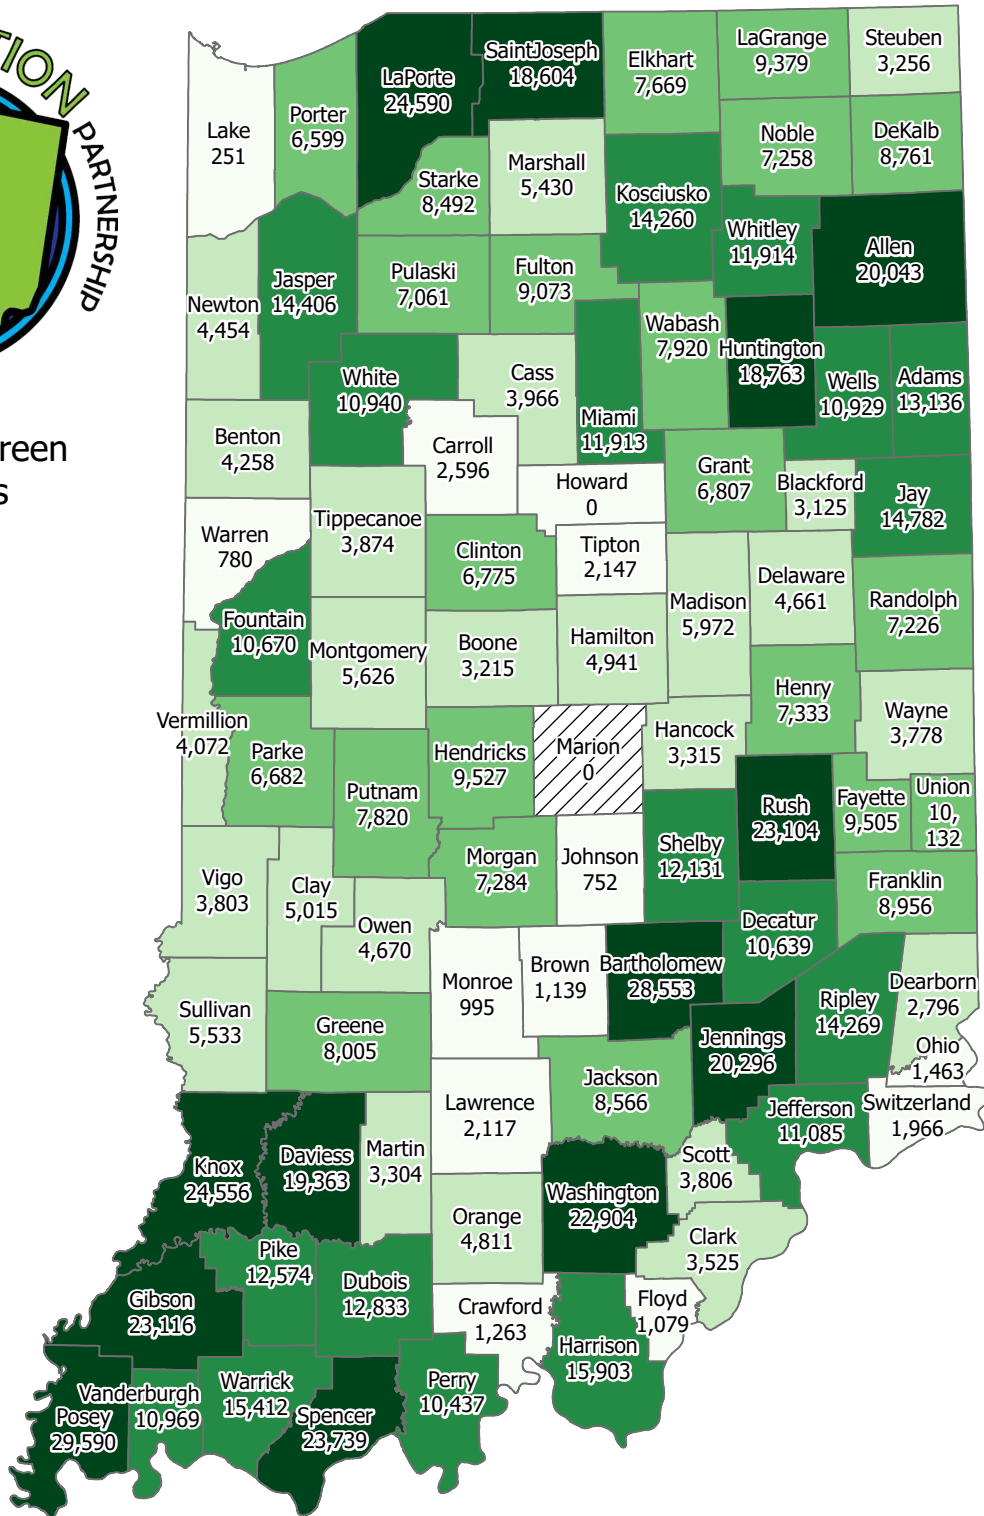 TION
PARTNERSHIP
reen
s
LaPorte
24,590
SaintJoseph
18,604
Elkhart
7,669
LaGrange
9,379
Steuben
3,256
Lake
251
Porter
6,599
Starke
8,492
Marshall
5,430
Kosciusko
14,260
Noble
7,258
DeKalb
8,761
Whitley
11,914
Allen
20,043
Newton
4,454
Jasper
14,406
Pulaski
7,061
Fulton
9,073
Wabash
7,920
Huntington
18,763
White
10,940
Cass
3,966
Miami
11,913
Wells
10,929
Adams
13,136
Benton
4,258
Carroll
2,596
Howard
0
Grant
6,807
Blackford
3,125
Jay
14,782
Warren
780
Tippecanoe
3,874
Clinton
6,775
Tipton
2,147
Madison
5,972
Delaware
4,661
Randolph
7,226
Fountain
10,670
Montgomery
5,626
Boone
3,215
Hamilton
4,941
Vermillion
4,072
Parke
6,682
Putnam
7,820
Hendricks
9,527
Marion
0
Hancock
3,315
Henry
7,333
Wayne
3,778
Rush
23,104
Fayette
9,505
Union
10,
132
Vigo
3,803
Clay
5,015
Owen
4,670
Morgan
7,284
Johnson
752
Shelby
12,131
Decatur
10,639
Franklin
8,956
Sullivan
5,533
Greene
8,005
Monroe
995
Brown
1,139
Bartholomew
28,553
Jennings
20,296
Ripley
14,269
Dearborn
2,796
Ohio
1,463
Jackson
8,566
Lawrence
2,117
Jefferson
11,085
Switzerland
1,966
Knox
24,556
Daviess
19,363
Martin
3,304
Orange
4,811
Washington
22,904
Scott
3,806
Clark
3,525
Gibson
23,116
Pike
12,574
Dubois
12,833
Crawford
1,263
Harrison
15,903
Floyd
1,079
Posey
29,590
Vanderburgh
10,969
Warrick
15,412
Spencer
23,739
Perry
10,437